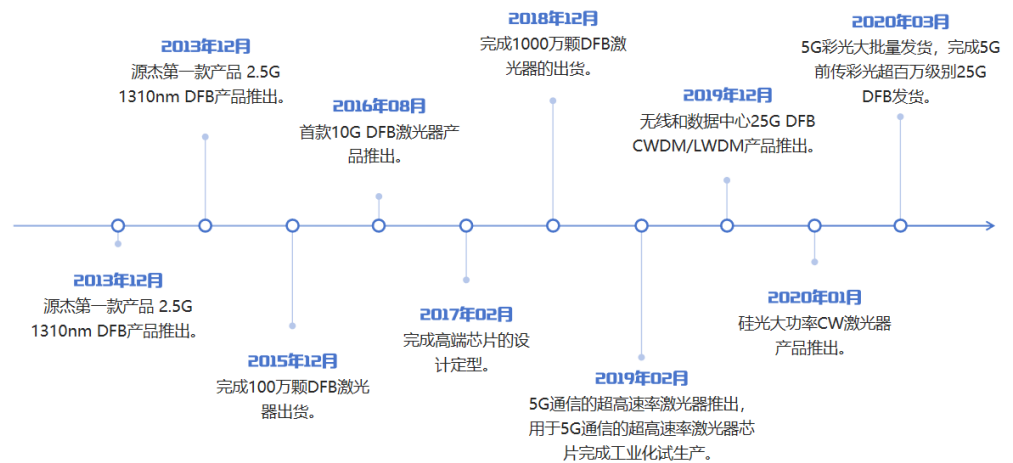 2013年12月
源杰第一款产品 2.5G
1310nm DFB产品推出。
2013年12月
源杰第一款产品 2.5G
1310nm DFB产品推出。
2015年12月
完成100万颗DFB激光
器出货。
2016年08月
首款10G DFB激光器产
品推出。
2017年02月
完成高端芯片的设
计定型。
2018年12月
完成1000万颗DFB激
光器的出货。
2019年02月
5G通信的超高速率激光器推出，
用于5G通信的超高速率激光器芯
片完成工业化试生产。
2019年12月
无线和数据中心25G DFB
CWDM/LWDM产品推出。
2020年01月
硅光大功率CW激光器
产品推出。
2020年03月
5G彩光大批量发货，完成5G
前传彩光超百万级别25G
DFB发货。